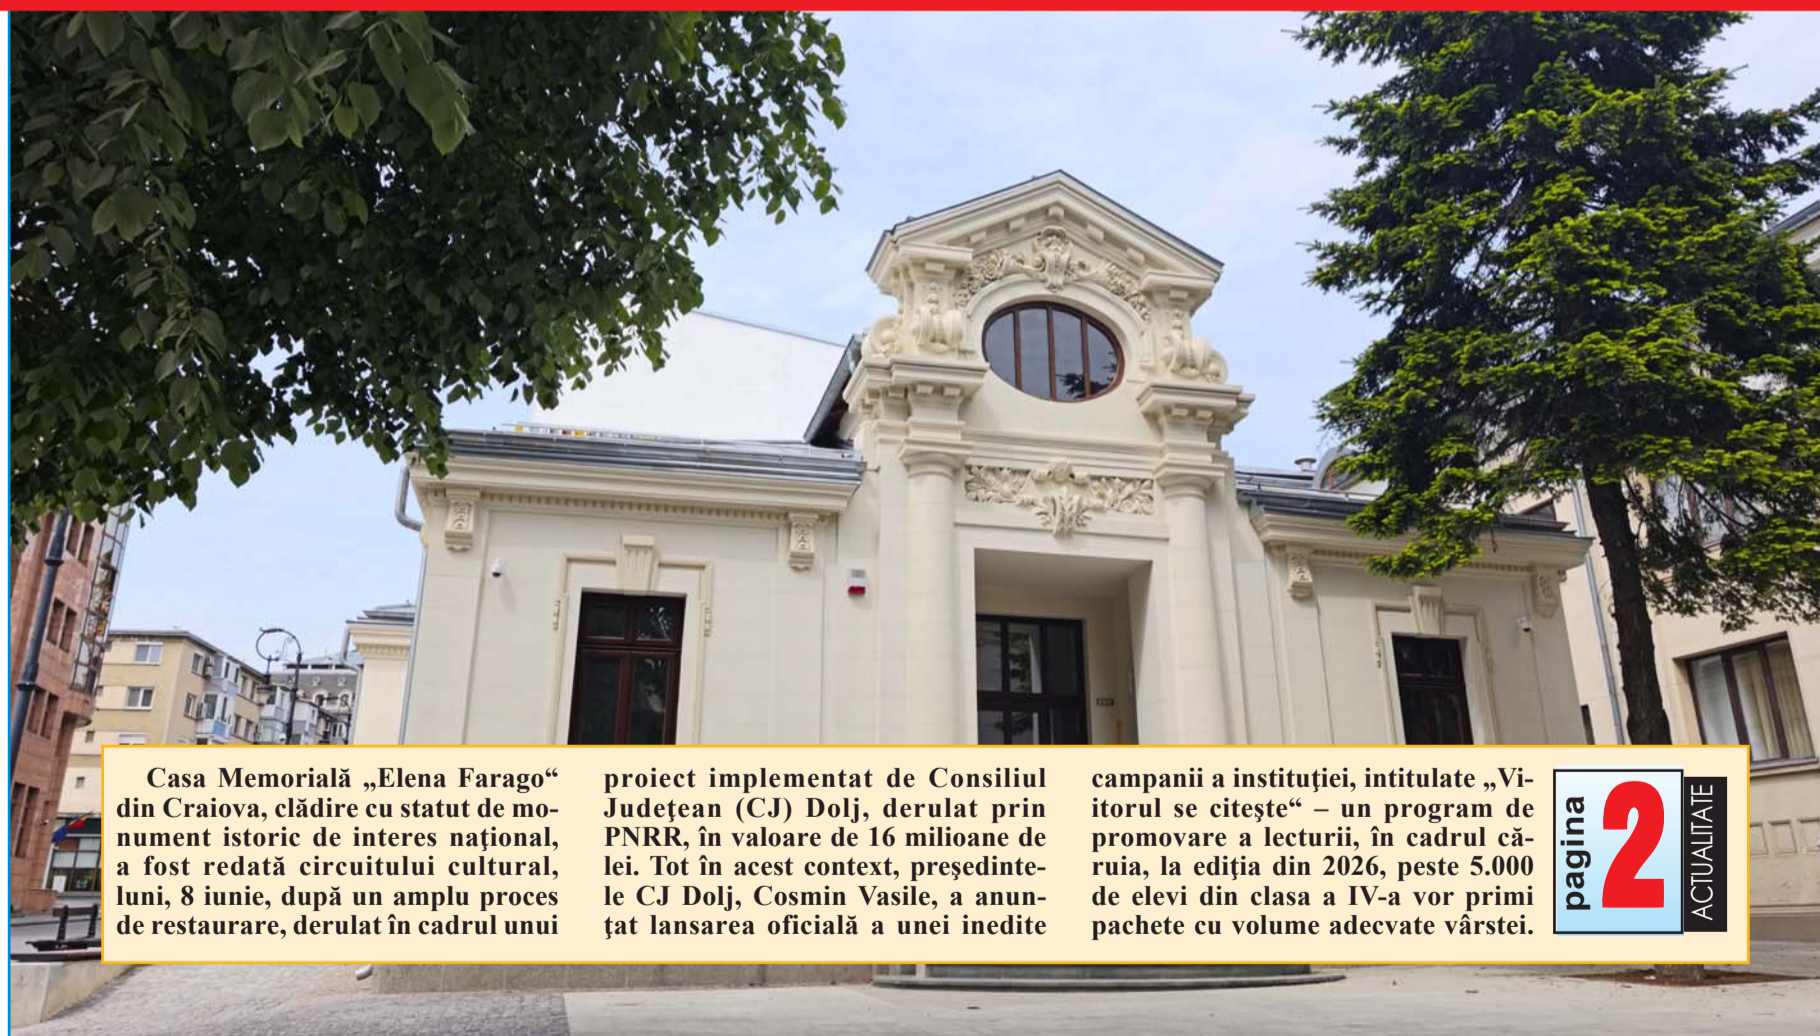 Casa Memorială „Elena Farago“
din Craiova, clădire cu statut de mo-
nument istoric de interes naţional,
a fost redată circuitului cultural,
luni, 8 iunie, după un amplu proces
de restaurare, derulat în cadrul unui
proiect implementat de Consiliul
Judeţean (CJ) Dolj, derulat prin
PNRR, în valoare de 16 milioane de
lei. Tot în acest context, preşedinte-
le CJ Dolj, Cosmin Vasile, a anun-
ţat lansarea oficială a unei inedite
campanii a instituţiei, intitulate „Vi-
itorul se citeşte“ – un program de
promovare a lecturii, în cadrul că-
ruia, la ediţia din 2026, peste 5.000
de elevi din clasa a IV-a vor primi
pachete cu volume adecvate vârstei.
pagina
2
ACTUALITATE